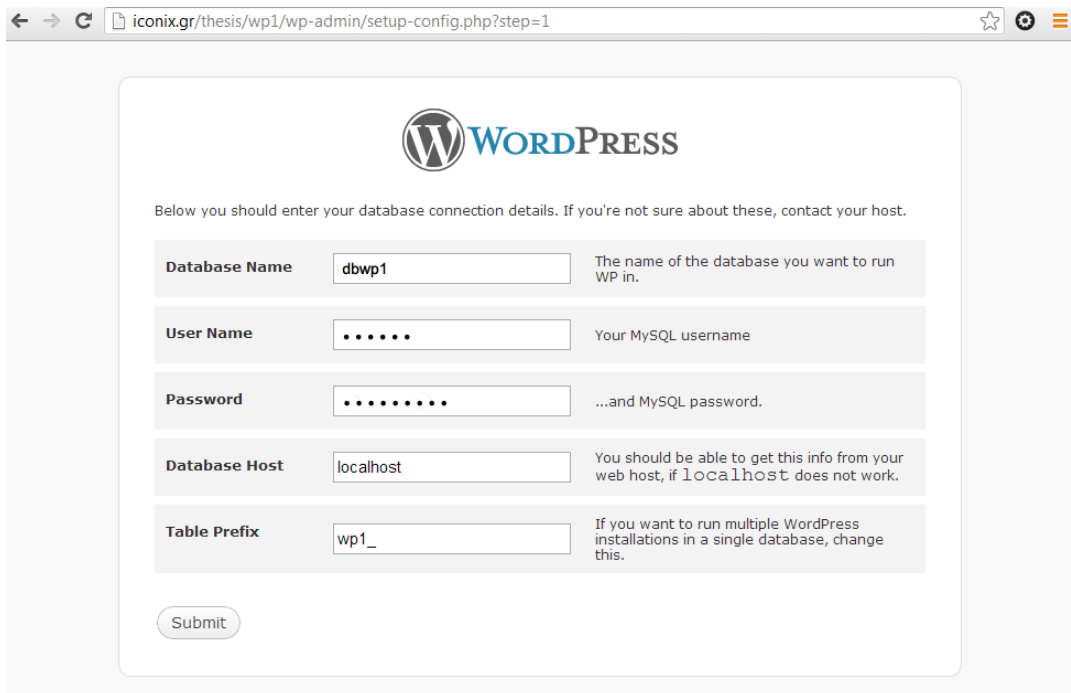 iconix.gr/thesis/wp1/wp-admin/setup-config.php?step=1
WORDPRESS
Below you should enter your database connection details. If you're not sure about these, contact your host.
Database Name
dbwp1
The name of the database you want to run
WP in.
User Name
••••••
Your MySQL username
Password
•••••••••
...and MySQL password.
Database Host
localhost
You should be able to get this info from your
web host, if localhost does not work.
Table Prefix
wp1_
If you want to run multiple WordPress
installations in a single database, change
this.
Submit